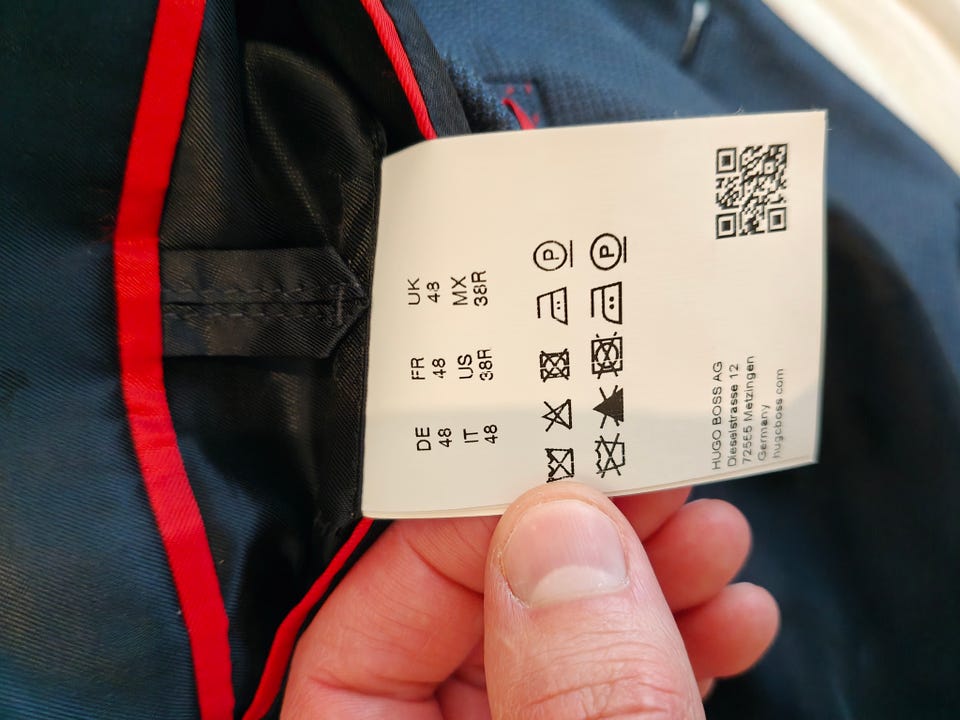 DE FR UK
48 48 48
IT US MX
48 38R 38R
P
P
HUGO BOSS AG
Dieselstrasse 12
72555 Metzingen
Germany
hugoboss.com